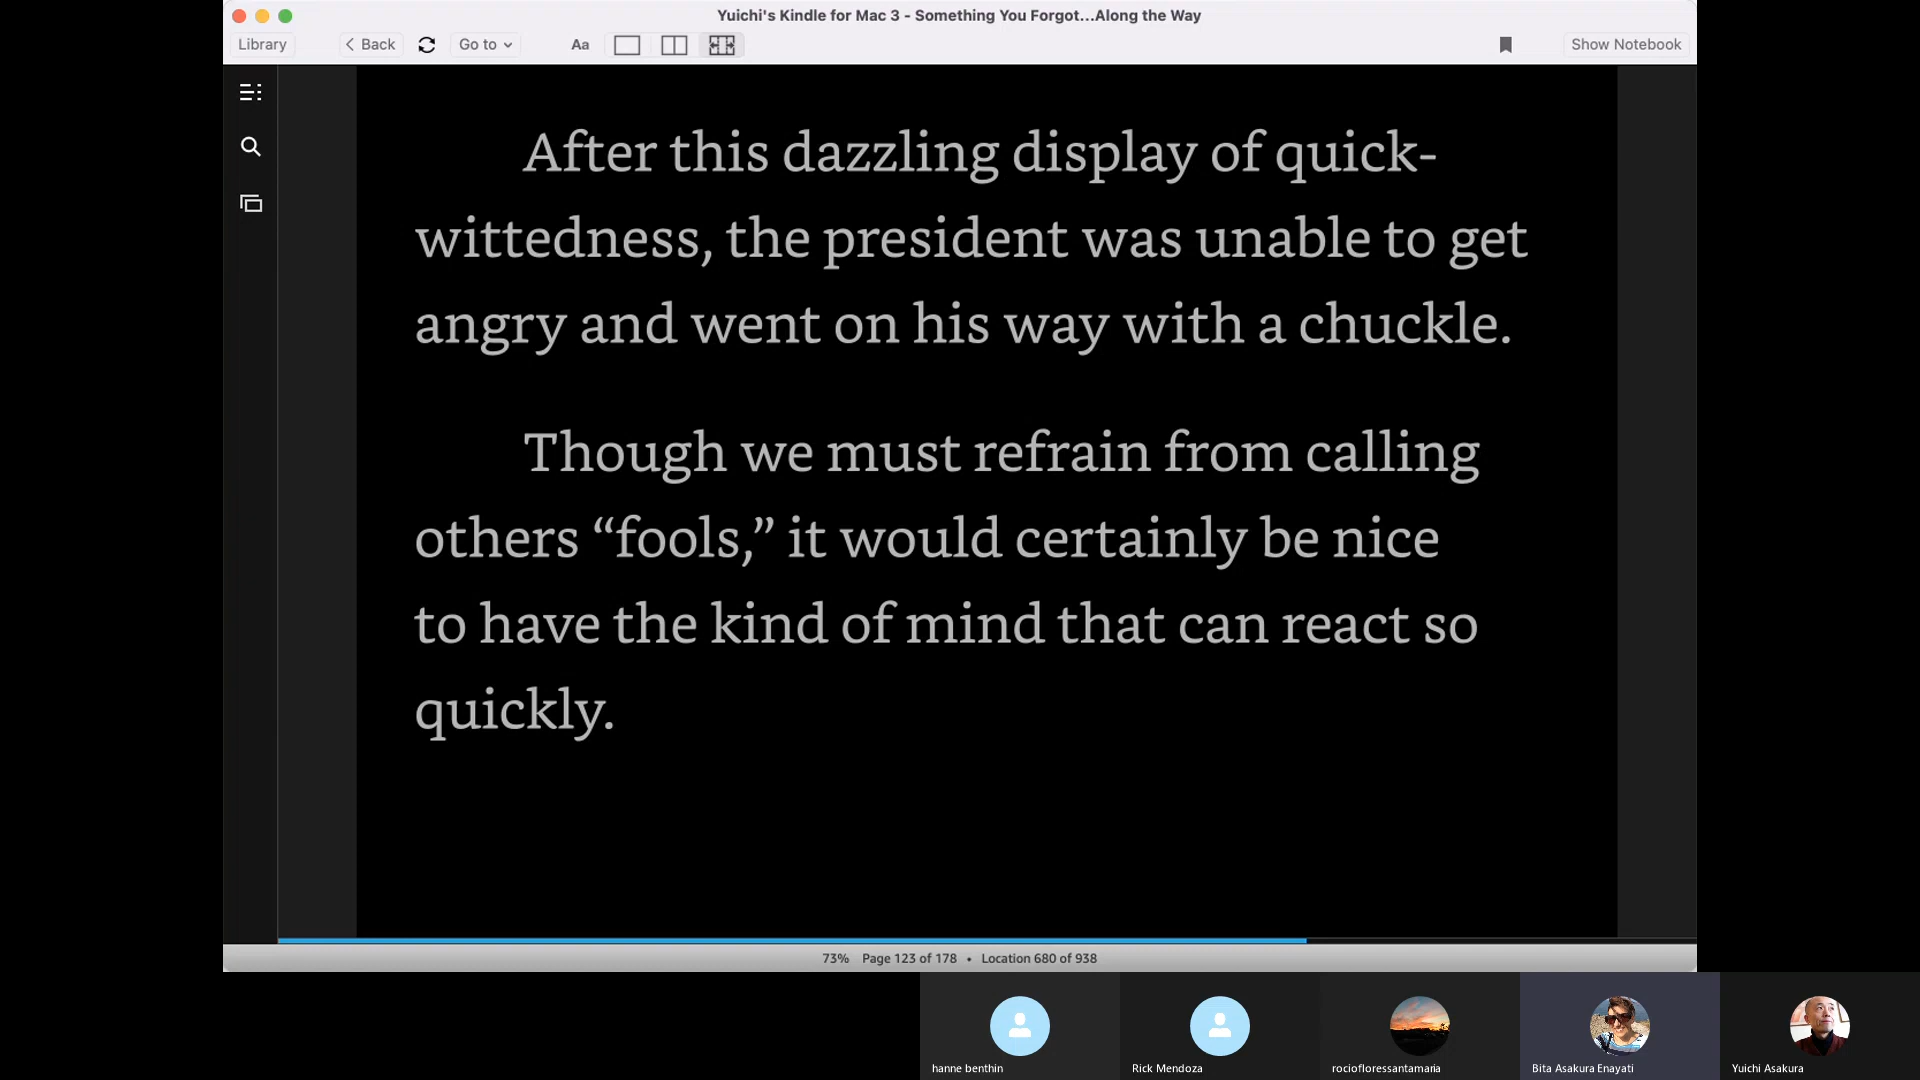 Yuichi's Kindle for Mac 3 - Something You Forgot...Along the Way
Library
Back
Go to
Aa
Show Notebook
After this dazzling display of quick-
wittedness, the president was unable to get
angry and went on his way with a chuckle.
Though we must refrain from calling
others “fools,” it would certainly be nice
to have the kind of mind that can react so
quickly.
73% Page 123 of 178 • Location 680 of 938
hanne benthin
Rick Mendoza
rociofloressantamaria
Bita Asakura Enayati
Yuichi Asakura